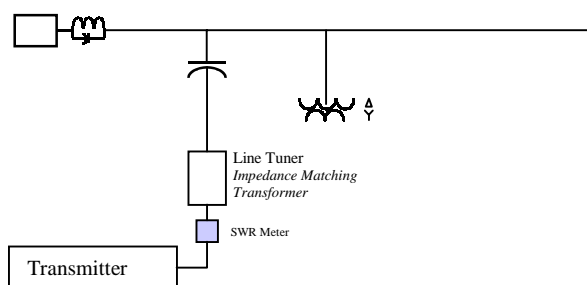 Δ
Y
Line Tuner
Impedance Matching
Transformer
SWR Meter
Transmitter